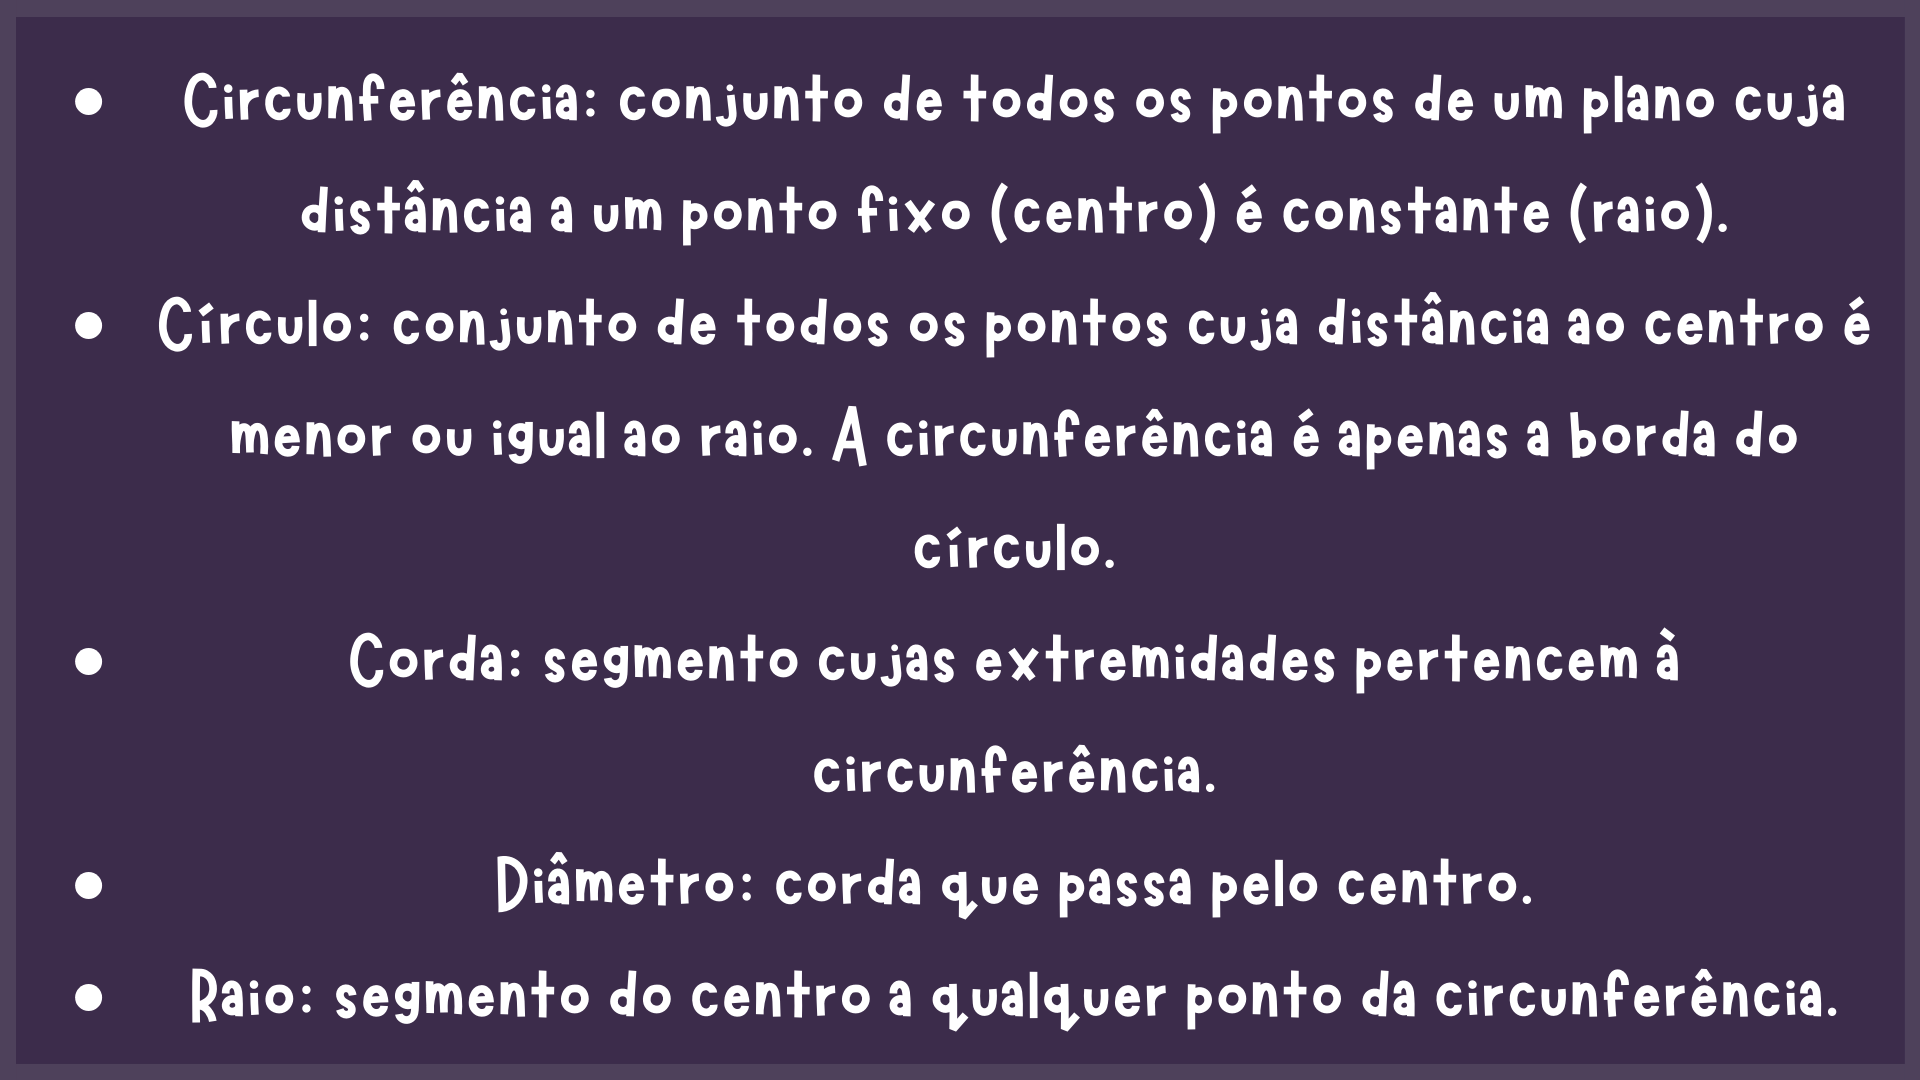 • Circunferência: conjunto de todos os pontos de um plano cuja
distância a um ponto fixo (centro) é constante (raio).
• Círculo: conjunto de todos os pontos cuja distância ao centro é
menor ou igual ao raio. A circunferência é apenas a borda do
círculo.
• Corda: segmento cujas extremidades pertencem à
circunferência.
• Diâmetro: corda que passa pelo centro.
• Raio: segmento do centro a qualquer ponto da circunferência.